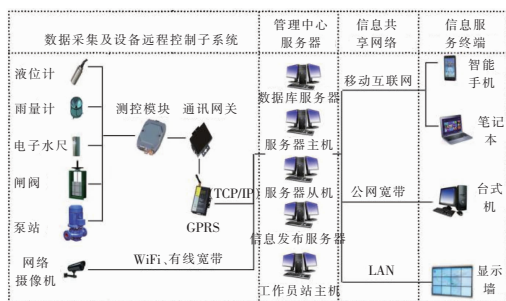 数据采集及设备远程控制子系统
管理中心
服务器
信息共
享网络
信息服
务终端
液位计
雨量计
电子水尺
闸阀
泵站
网络
摄像机
测控模块
通讯网关
GPRS
(TCP/IP)
WiFi、有线宽带
数据库服务器
服务器主机
服务器从机
信息发布服务器
工作员站主机
移动互联网
公网宽带
LAN
智能
手机
笔记
本
台式
机
显示
墙